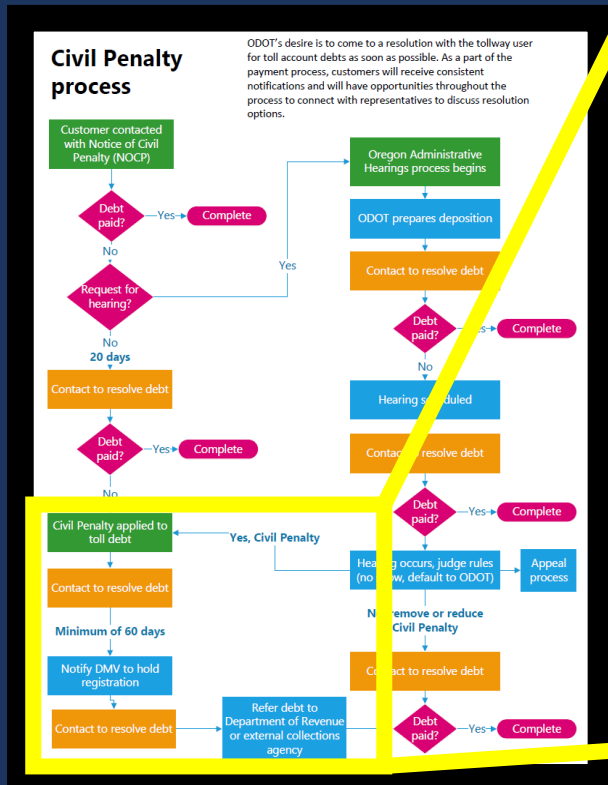 Civil Penalty
process
ODOT's desire is to come to a resolution with the tollway user
for toll account debts as soon as possible. As a part of the
payment process, customers will receive consistent
notifications and will have opportunities throughout the
process to connect with representatives to discuss resolution
options.
Customer contacted
with Notice of Civil
Penalty (NOCP)
Debt
paid?
Yes
Complete
No
Request for
hearing?
Yes
No
20 days
Contact to resolve debt
Debt
paid?
Yes
Complete
No
Civil Penalty applied to
toll debt
Yes, Civil Penalty
Contact to resolve debt
Minimum of 60 days
Notify DMV to hold
registration
Contact to resolve debt
Refer debt to
Department of Revenue
or external collections
agency
Oregon Administrative
Hearings process begins
ODOT prepares deposition
Contact to resolve debt
Debt
paid?
Yes
Complete
No
Hearing scheduled
Contact to resolve debt
Debt
paid?
Yes
Complete
Hearing occurs, judge rules
(no show, default to ODOT)
Appeal
process
remove or reduce
Civil Penalty
Contact to resolve debt
Debt
paid?
Yes
Complete